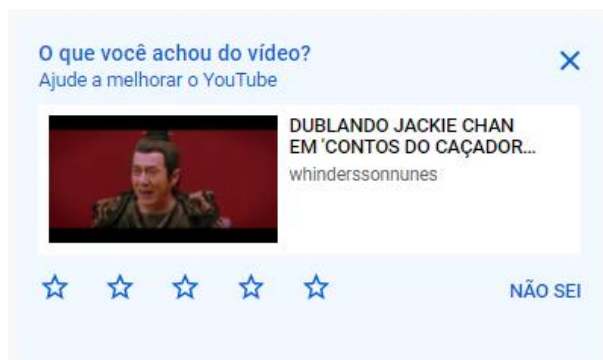 O que você achou do vídeo?
Ajude a melhorar o YouTube
DUBLANDO JACKIE CHAN
EM 'CONTOS DO CAÇADOR...
whinderssonnunes
NÃO SEI